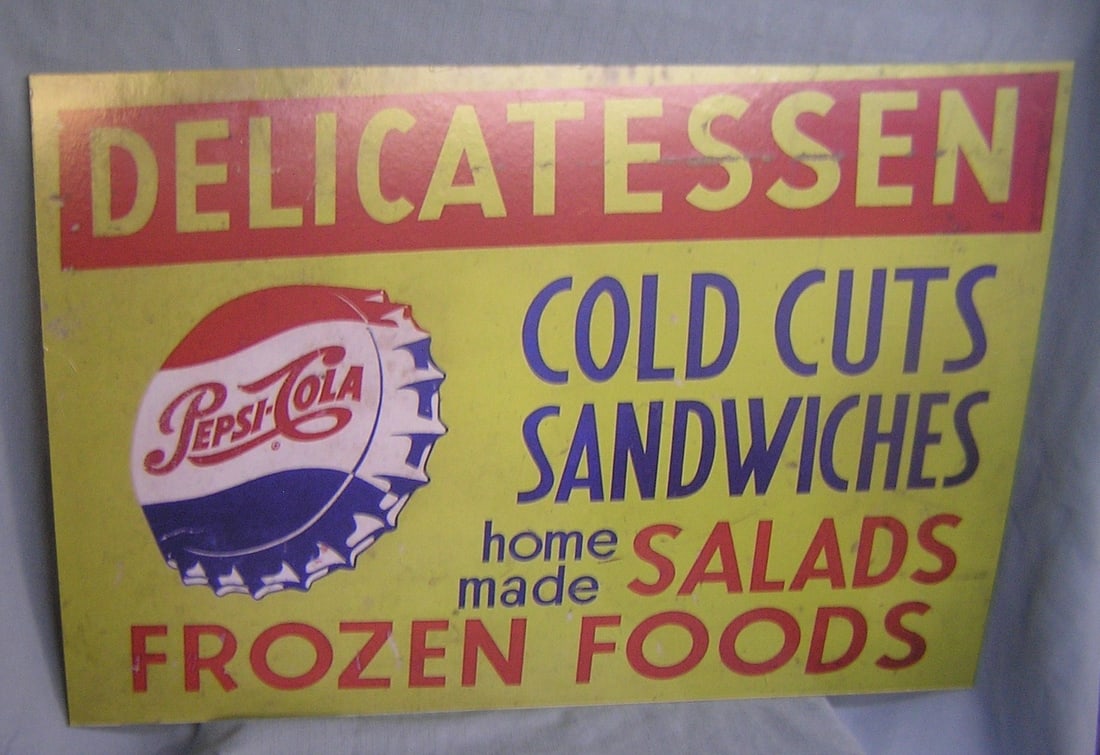 DELICATESSEN
PEPSI-COLA
®
COLD CUTS
SANDWICHES
home
made SALADS
FROZEN FOODS